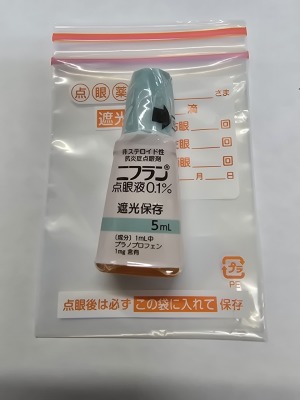 点眼薬
さま
遮光
滴
眼 回
眼 回
眼 回
月 日
非ステロイド性
抗炎症点眼剤
ニフラン®
点眼液0.1%
遮光保存
5mL
(成分) 1mL中
プラノプロフェン
1mg 含有
プラ
PE
点眼後は必ず この袋に入れて 保存